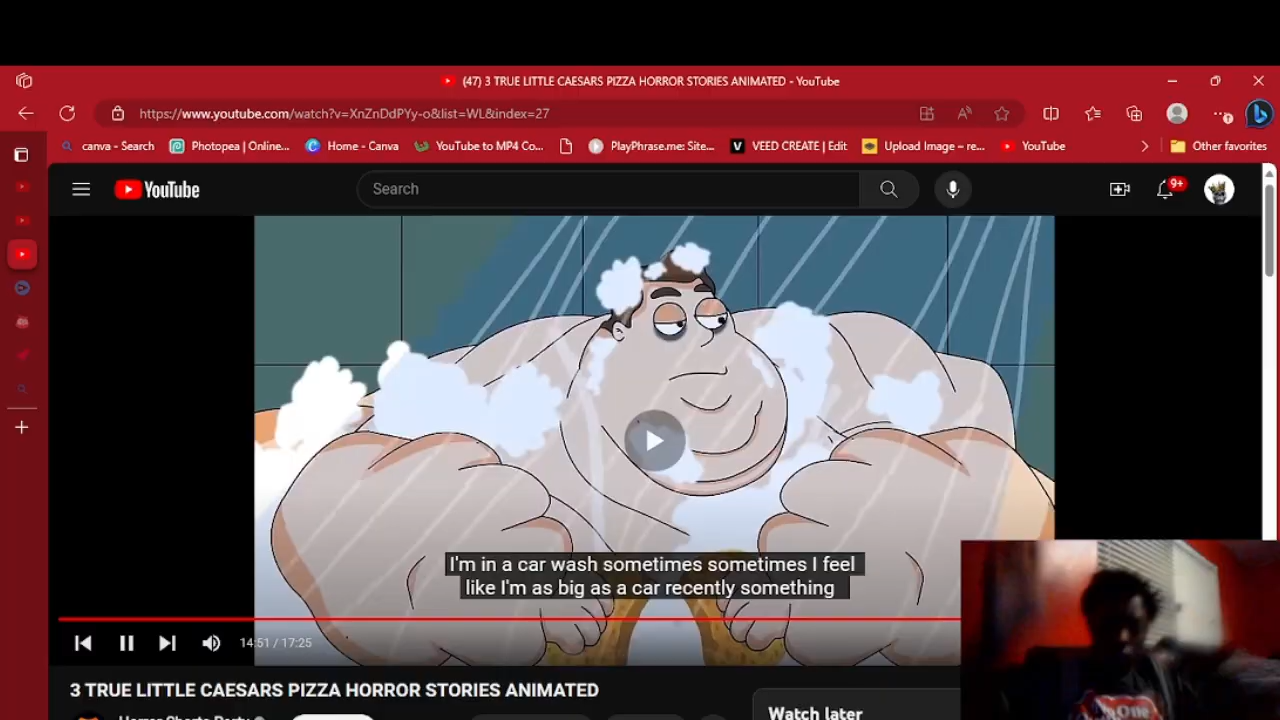 (47) 3 TRUE LITTLE CAESARS PIZZA HORROR STORIES ANIMATED - YouTube
https://www.youtube.com/watch?v=XnZnDdPYy-o&list=WL&index=27
canva - Search
Photopea | Online...
Home - Canva
YouTube to MP4 Co...
PlayPhrase.me: Site...
VEED CREATE | Edit
Upload Image – re...
YouTube
Other favorites
YouTube
Search
9+
I'm in a car wash sometimes sometimes I feel
like I'm as big as a car recently something
14:51 / 17:25
3 TRUE LITTLE CAESARS PIZZA HORROR STORIES ANIMATED
Watch later